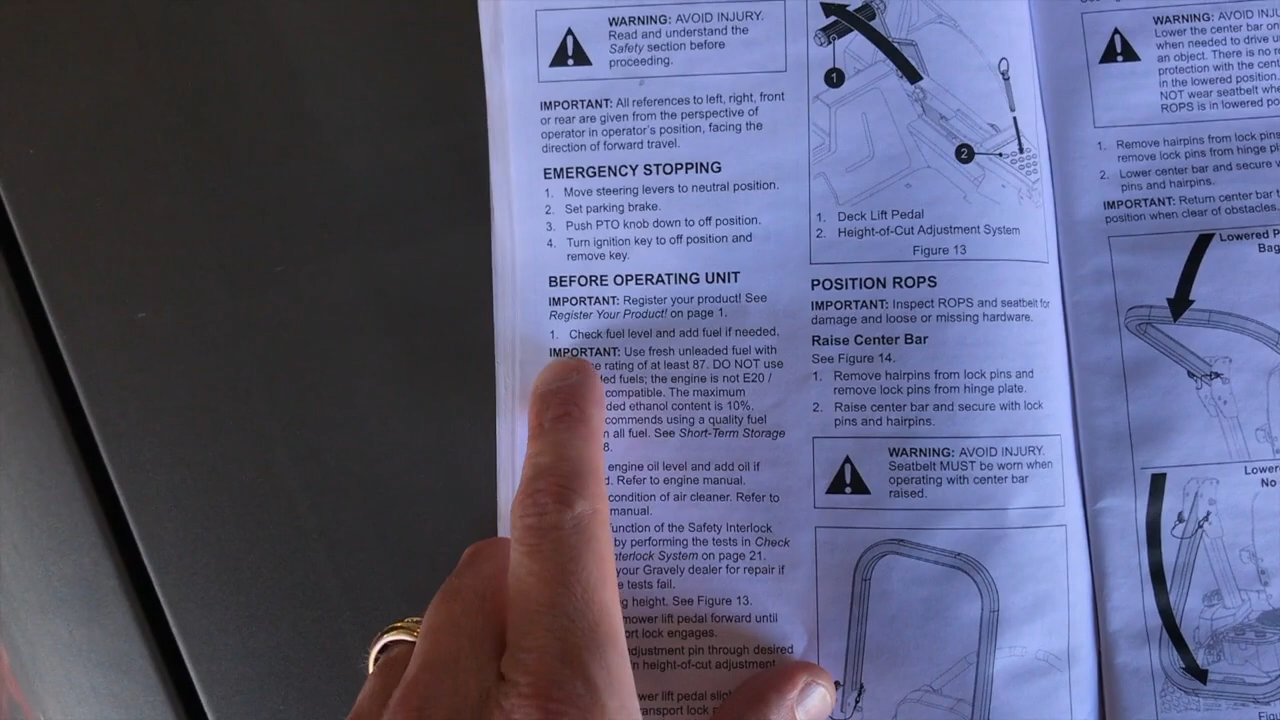 WARNING: AVOID INJURY.
Read and understand the
Safety section before
proceeding.
IMPORTANT: All references to left, right, front
or rear are given from the perspective of
operator in operator's position, facing the
direction of forward travel.
EMERGENCY STOPPING
1. Move steering levers to neutral position.
2. Set parking brake.
3. Push PTO knob down to off position.
4. Turn ignition key to off position and
remove key.
BEFORE OPERATING UNIT
IMPORTANT: Register your product! See
Register Your Product! on page 1.
1. Check fuel level and add fuel if needed.
IMPORTANT: Use fresh unleaded fuel with
rating of at least 87. DO NOT use
fuels; the engine is not E20 /
compatible. The maximum
ethanol content is 10%.
using a quality fuel
all fuel. See Short-Term Storage
8.
engine oil level and add oil if
Refer to engine manual.
condition of air cleaner. Refer to
manual.
of the Safety Interlock
by performing the tests in Check
System on page 21.
your Gravely dealer for repair if
tests fail.
height. See Figure 13.
lift pedal forward until
lock engages.
pin through desired
height-of-cut adjustment
lift pedal
lock
1
2
1. Deck Lift Pedal
2. Height-of-Cut Adjustment System
Figure 13
POSITION ROPS
IMPORTANT: Inspect ROPS and seatbelt for
damage and loose or missing hardware.
Raise Center Bar
See Figure 14.
1. Remove hairpins from lock pins and
remove lock pins from hinge plate.
2. Raise center bar and secure with lock
pins and hairpins.
WARNING: AVOID INJURY.
Seatbelt MUST be worn when
operating with center bar
raised.
WARNING: AVOID
Lower the center bar
when needed to drive
an object. There is no
protection with the
in the lowered position.
NOT wear seatbelt
ROPS is in lowered
1. Remove hairpins from lock pins
remove lock pins from hinge
2. Lower center bar and secure
pins and hairpins.
IMPORTANT: Return center bar
position when clear of obstacles.
Lowered
No